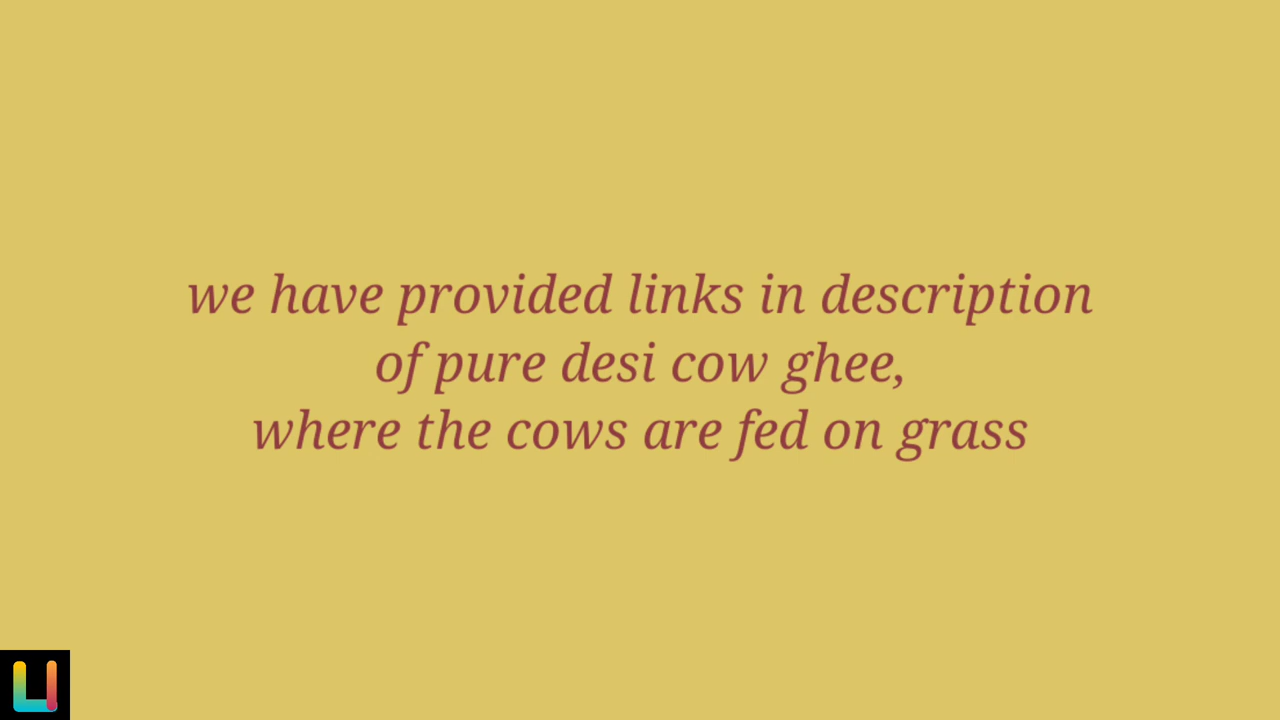 we have provided links in description
of pure desi cow ghee,
where the cows are fed on grass